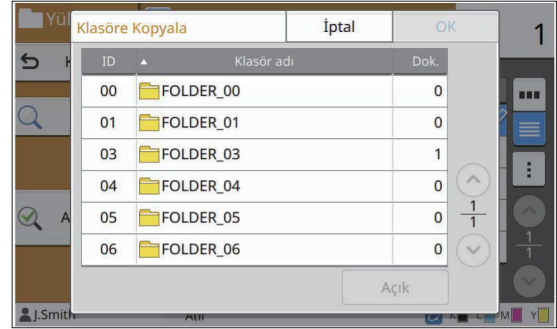 Yül
Klasöre Kopyala İptal OK
1
ID Klasör adı Dok.
00 FOLDER_00 0
01 FOLDER_01 0
03 FOLDER_03 1
04 FOLDER_04 0
05 FOLDER_05 0
06 FOLDER_06 0
1
1
1
1
A
Açık
J.Smith
K C M Y